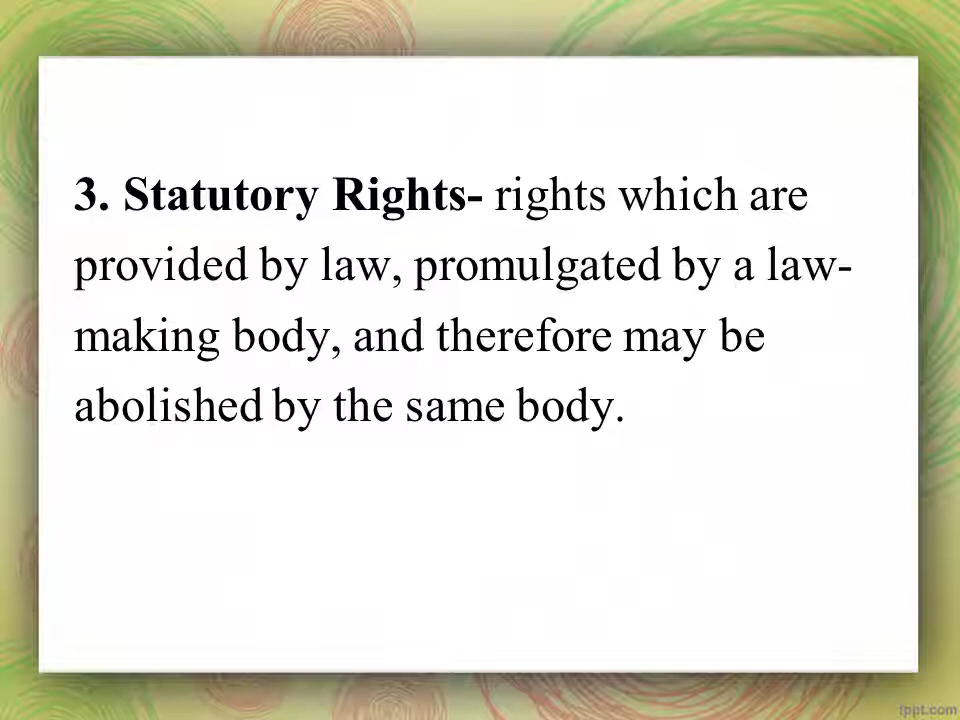 3. Statutory Rights- rights which are
provided by law, promulgated by a law-
making body, and therefore may be
abolished by the same body.
fppt.com